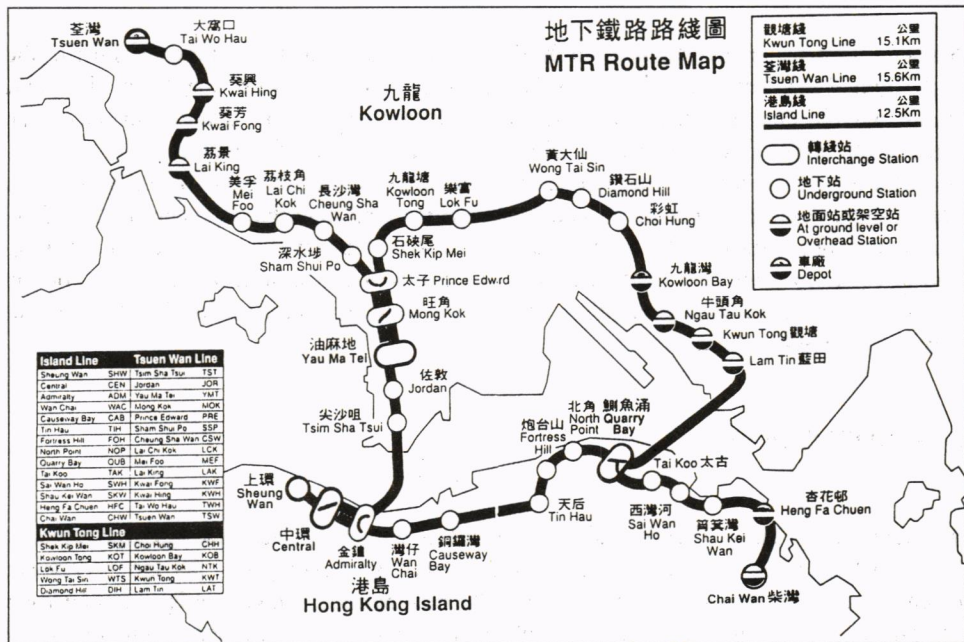 地下鐵路路綫圖
MTR Route Map
觀塘綫 公里
Kwun Tong Line 15.1Km
荃灣綫 公里
Tsuen Wan Line 15.6Km
港島綫 公里
Island Line 12.5Km
轉綫站
Interchange Station
地下站
Underground Station
地面站或架空站
At ground level or
Overhead Station
車廠
Depot
荃灣
Tsuen Wan
大窩口
Tai Wo Hau
葵興
Kwai Hing
葵芳
Kwai Fong
荔景
Lai King
九龍
Kowloon
美孚
Mei
Foo
荔枝角
Lai Chi
Kok
長沙灣
Cheung Sha
Wan
深水埗
Sham Shui Po
九龍塘
Kowloon
Tong
樂富
Lok Fu
黃大仙
Wong Tai Sin
鑽石山
Diamond Hill
彩虹
Choi Hung
石硤尾
Shek Kip Mei
太子 Prince Edw.rd
旺角
Mong Kok
油麻地
Yau Ma Tei
佐敦
Jordan
尖沙咀
Tsim Sha Tsui
九龍灣
Kowloon Bay
牛頭角
Ngau Tau Kok
Kwun Tong 觀塘
Lam Tin 藍田
上環
Sheung
Wan
中環
Central
金鐘
Admiralty
灣仔
Wan
Chai
銅鑼灣
Causeway
Bay
天后
Tin Hau
炮台山
Fortress
Hill
北角
North
Point
鰂魚涌
Quarry
Bay
Tai Koo 太古
西灣河
Sai Wan
Ho
筲箕灣
Shau Kei
Wan
杏花邨
Heng Fa Chuen
Chai Wan 柴灣
港島
Hong Kong Island
Island Line Tsuen Wan Line
Sheung Wan SHW Tsim Sha Tsui TST
Central CEN Jordan JOR
Admiralty ADM Yau Ma Tei YMT
Wan Chai WAC Mong Kok MOK
Causeway Bay CAB Prince Edward PRE
Tin Hau TIH Sham Shui Po SSP
Fortress Hill FOH Cheung Sha Wan CSW
North Point NOP Lai Chi Kok LCK
Quarry Bay QUB Mei Foo MEF
Tai Koo TAK Lai King LAK
Sai Wan Ho SWH Kwai Fong KWF
Shau Kei Wan SKW Kwai Hing KWH
Heng Fa Chuen HFC Tai Wo Hau TWH
Chai Wan CHW Tsuen Wan TSW
Kwun Tong Line
Shek Kip Mei SKM Choi Hung CHH
Kowloon Tong KOT Kowloon Bay KOB
Lok Fu LOF Ngau Tau Kok NTK
Wong Tai Sin WTS Kwun Tong KWT
Diamond Hill DIH Lam Tin LAT